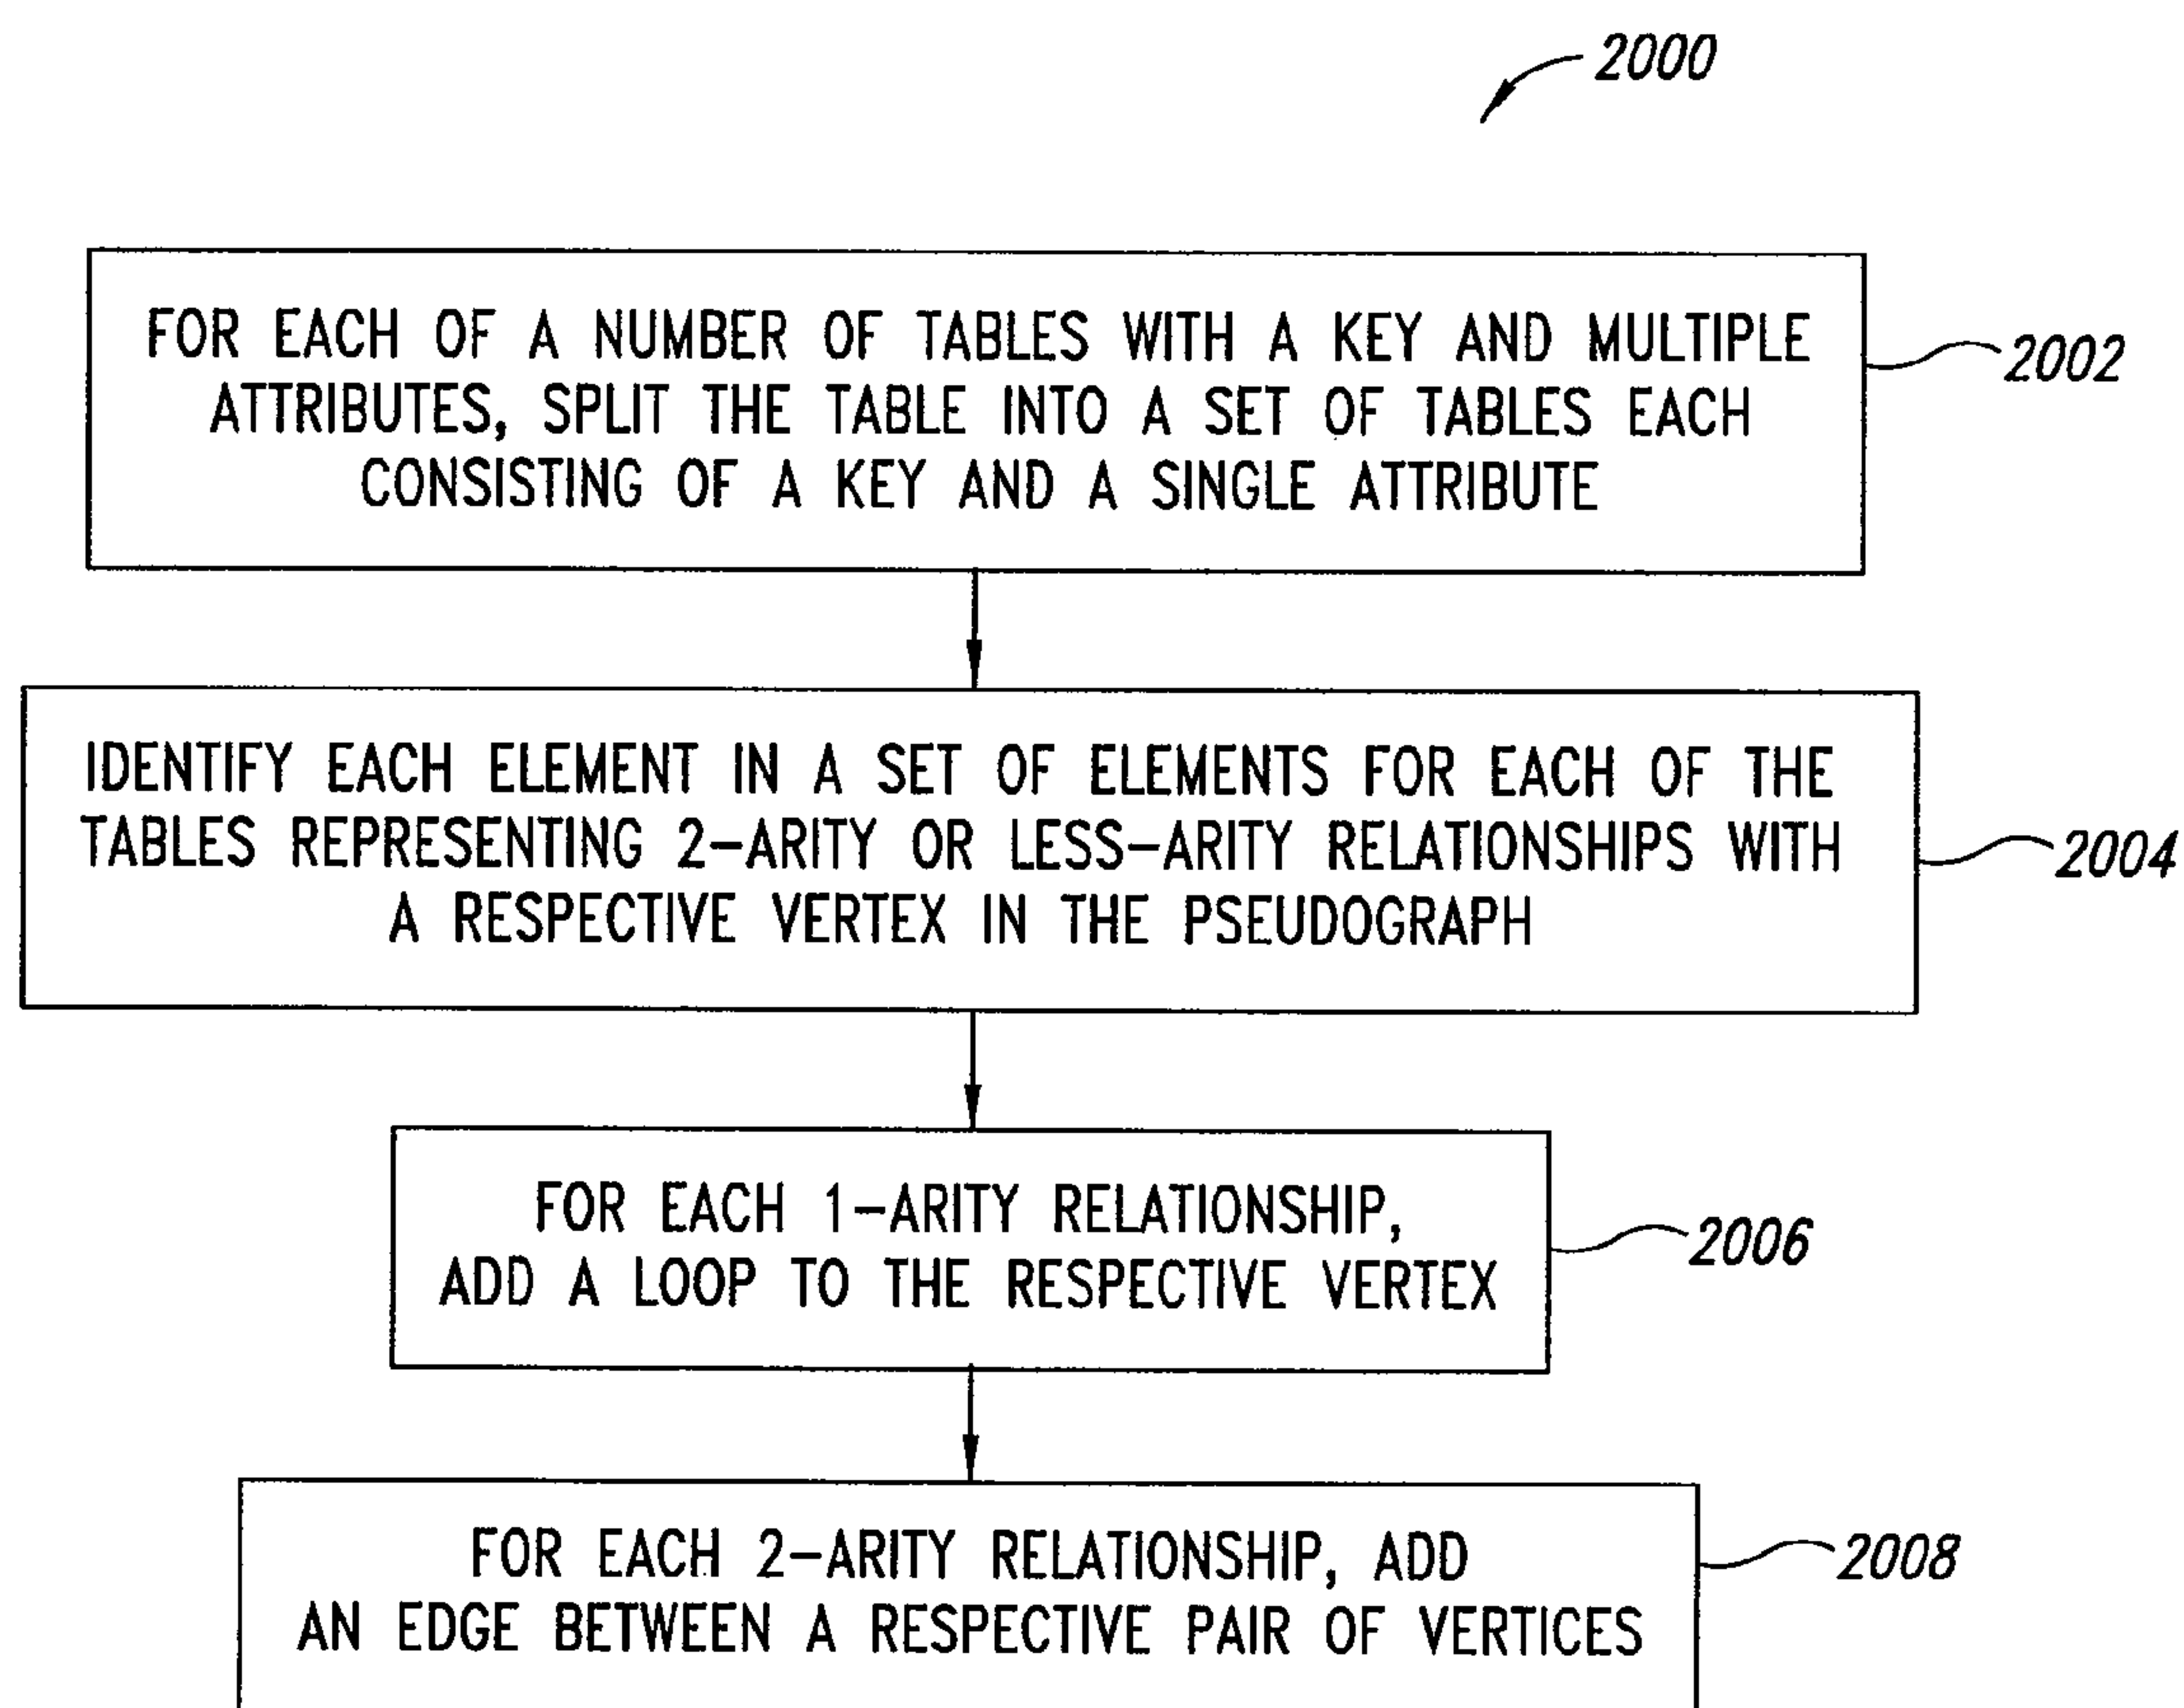 2000
FOR EACH OF A NUMBER OF TABLES WITH A KEY AND MULTIPLE
ATTRIBUTES, SPLIT THE TABLE INTO A SET OF TABLES EACH
CONSISTING OF A KEY AND A SINGLE ATTRIBUTE
2002
IDENTIFY EACH ELEMENT IN A SET OF ELEMENTS FOR EACH OF THE
TABLES REPRESENTING 2-ARITY OR LESS-ARITY RELATIONSHIPS WITH
A RESPECTIVE VERTEX IN THE PSEUDOGRAPH
2004
FOR EACH 1-ARITY RELATIONSHIP,
ADD A LOOP TO THE RESPECTIVE VERTEX
2006
FOR EACH 2-ARITY RELATIONSHIP, ADD
AN EDGE BETWEEN A RESPECTIVE PAIR OF VERTICES
2008